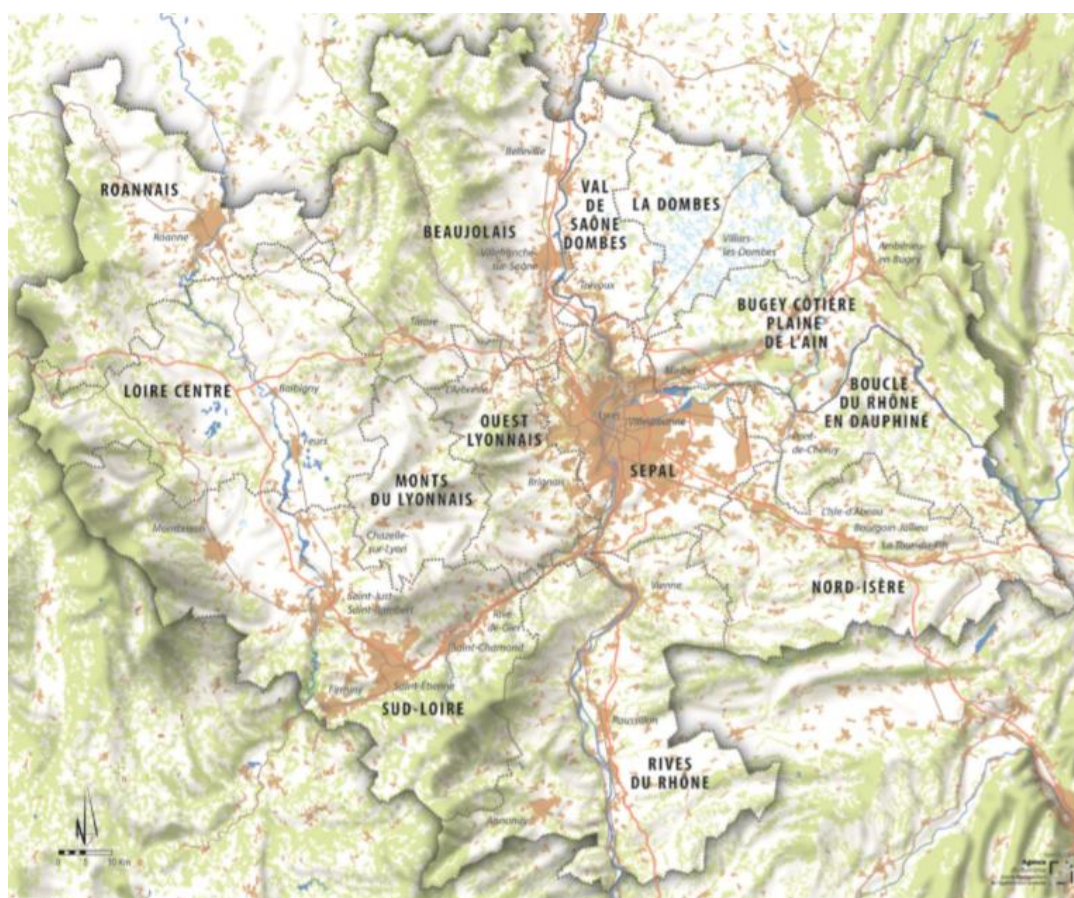 Belleville
ROANNAIS
VAL
DE
SAÔNE
DOMBES
LA DOMBES
Roanne
BEAUJOLAIS
Villefranche-
sur-Saône
Villars-
les-Dombes
Ambérieu-
en-Bugey
Trévoux
BUGEY CÔTIÈRE
PLAINE
DE L'AIN
Tarare
LOIRE CENTRE
Balbigny
L'Arbresle
BOUCLE
DU RHÔNE
EN DAUPHINÉ
OUEST
LYONNAIS
Lyon
Villeurbanne
Feurs
Pont-
de-Chéruy
SEPAL
MONTS
DU LYONNAIS
Brignais
Montbrison
Chazelle-
sur-Lyon
L'Isle-d'Abeau
Bourgoin Jallieu
La Tour-du-Pin
NORD-ISÈRE
Vienne
Saint-Just
Saint-Rambert
Rive-
de-Gier
Saint-Chamond
Saint-Étienne
Firminy
SUD-LOIRE
Roussillon
RIVES
DU RHÔNE
Annonay
N
0 5 10 Km
Agence